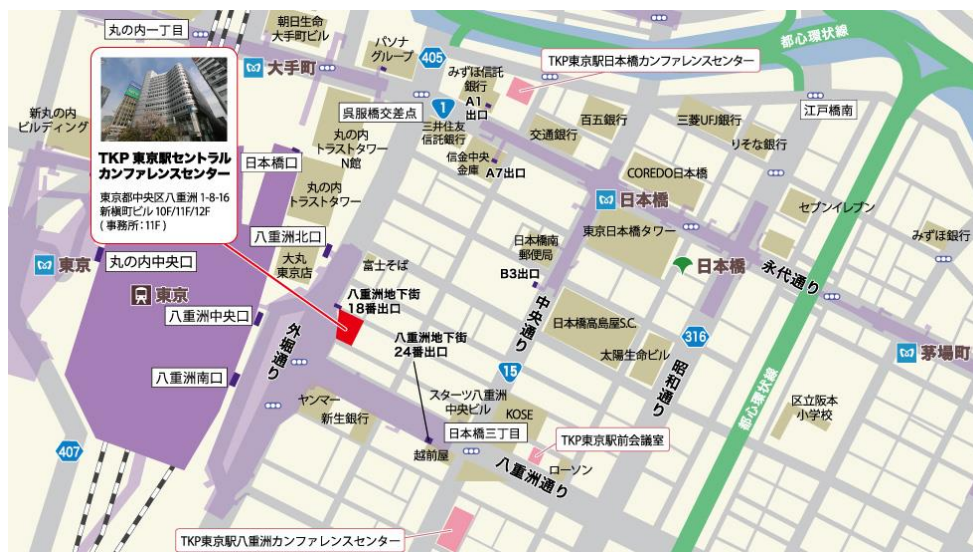 丸の内一丁目
朝日生命
大手町ビル
パソナ
グループ
405
みずほ信託
銀行
A1
出口
TKP東京駅日本橋カンファレンスセンター
都心環状線
大手町
1
呉服橋交差点
三井住友
信託銀行
信金中央
金庫
A7出口
交通銀行
百五銀行
三菱UFJ銀行
りそな銀行
江戸橋南
新丸の内
ビルディング
TKP 東京駅セントラル
カンファレンスセンター
東京都中央区八重洲 1-8-16
新槇町ビル 10F/11F/12F
( 事務所：11F )
丸の内
トラストタワー
N館
日本橋口
丸の内
トラストタワー
COREDO日本橋
日本橋
セブンイレブン
みずほ銀行
八重洲北口
大丸
東京店
富士そば
日本橋南
郵便局
B3出口
東京日本橋タワー
日本橋
永代通り
東京
丸の内中央口
東京
八重洲中央口
八重洲地下街
18番出口
外堀通り
八重洲地下街
24番出口
中央通り
日本橋高島屋S.C.
太陽生命ビル
316
昭和通り
茅場町
八重洲南口
15
都心環状線
区立阪本
小学校
ヤンマー
新生銀行
スターツ八重洲
中央ビル
KOSE
日本橋三丁目
TKP東京駅前会議室
407
越前屋
ローソン
八重洲通り
TKP東京駅八重洲カンファレンスセンター